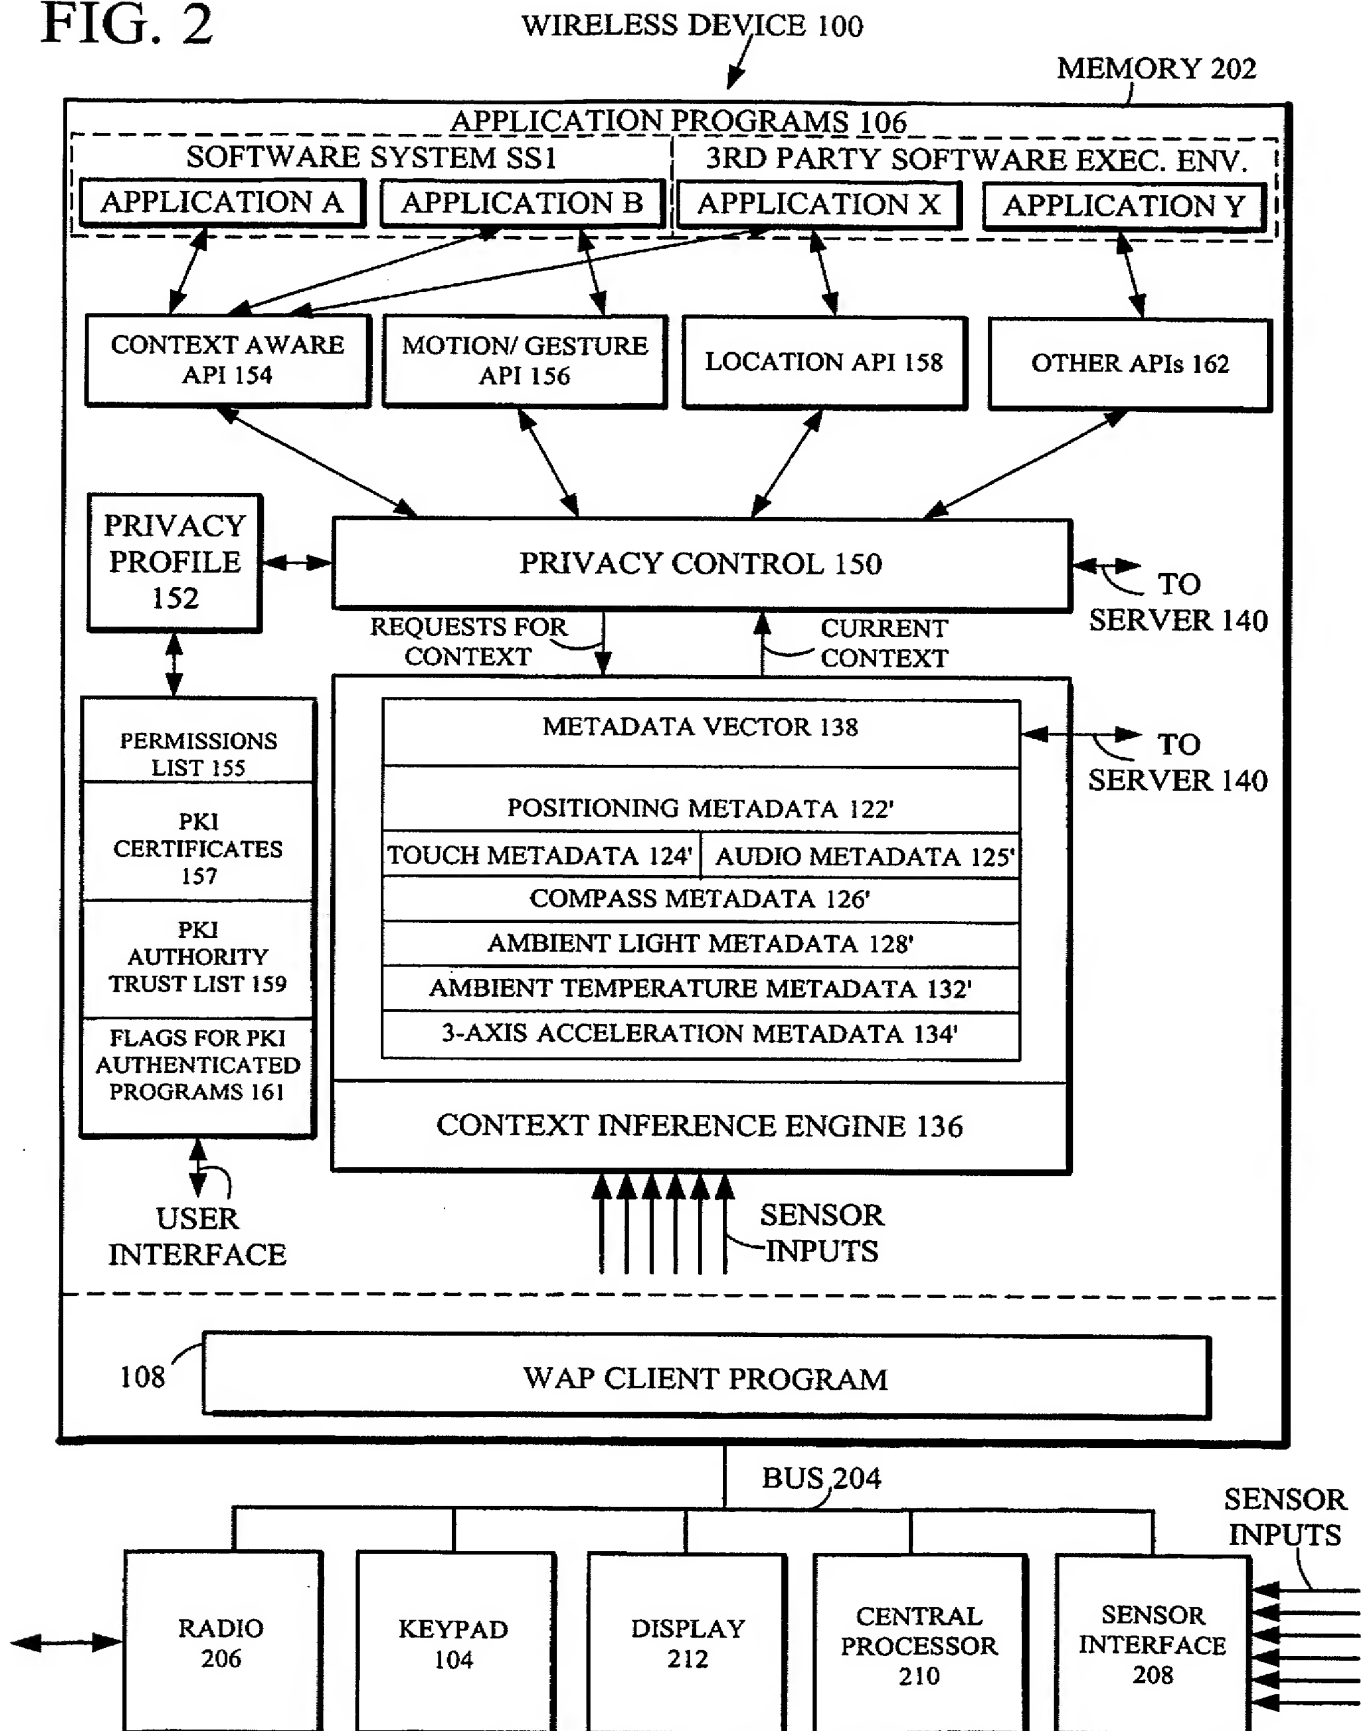 FIG. 2
WIRELESS DEVICE 100
MEMORY 202
APPLICATION PROGRAMS 106
SOFTWARE SYSTEM SS1
3RD PARTY SOFTWARE EXEC. ENV.
APPLICATION A
APPLICATION B
APPLICATION X
APPLICATION Y
CONTEXT AWARE
API 154
MOTION/ GESTURE
API 156
LOCATION API 158
OTHER APIs 162
PRIVACY
PROFILE
152
PRIVACY CONTROL 150
TO
SERVER 140
REQUESTS FOR
CONTEXT
CURRENT
CONTEXT
PERMISSIONS
LIST 155
PKI
CERTIFICATES
157
PKI
AUTHORITY
TRUST LIST 159
FLAGS FOR PKI
AUTHENTICATED
PROGRAMS 161
USER
INTERFACE
METADATA VECTOR 138
TO
SERVER 140
POSITIONING METADATA 122'
TOUCH METADATA 124'
AUDIO METADATA 125'
COMPASS METADATA 126'
AMBIENT LIGHT METADATA 128'
AMBIENT TEMPERATURE METADATA 132'
3-AXIS ACCELERATION METADATA 134'
CONTEXT INFERENCE ENGINE 136
SENSOR
INPUTS
108
WAP CLIENT PROGRAM
BUS 204
SENSOR
INPUTS
RADIO
206
KEYPAD
104
DISPLAY
212
CENTRAL
PROCESSOR
210
SENSOR
INTERFACE
208